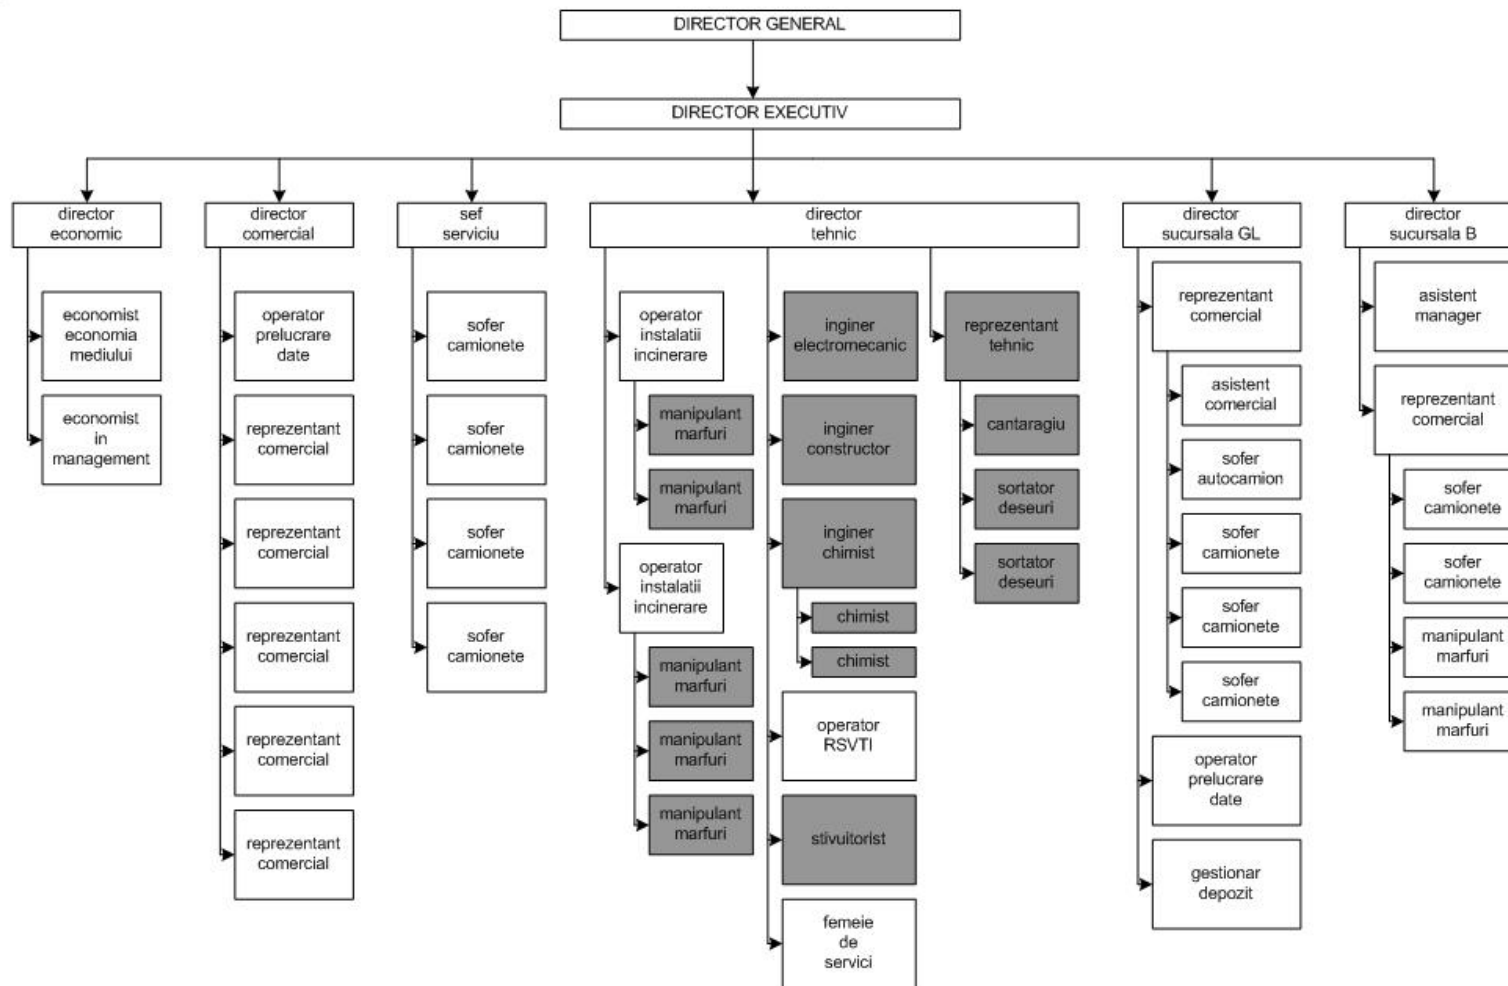 DIRECTOR GENERAL
DIRECTOR EXECUTIV
director
economic
economist
economia
mediului
economist
in
management
director
comercial
operator
prelucrare
date
reprezentant
comercial
reprezentant
comercial
reprezentant
comercial
reprezentant
comercial
reprezentant
comercial
sef
serviciu
sofer
camionete
sofer
camionete
sofer
camionete
sofer
camionete
director
tehnic
operator
instalatii
incinerare
manipulant
marfuri
manipulant
marfuri
operator
instalatii
incinerare
manipulant
marfuri
manipulant
marfuri
manipulant
marfuri
inginer
electromecanic
inginer
constructor
inginer
chimist
chimist
chimist
operator
RSVTI
stivuitorist
femeie
de
servici
reprezentant
tehnic
cantaragiu
sortator
deseuri
sortator
deseuri
director
sucursala GL
reprezentant
comercial
asistent
comercial
sofer
autocamion
sofer
camionete
sofer
camionete
sofer
camionete
operator
prelucrare
date
gestionar
depozit
director
sucursala B
asistent
manager
reprezentant
comercial
sofer
camionete
sofer
camionete
manipulant
marfuri
manipulant
marfuri